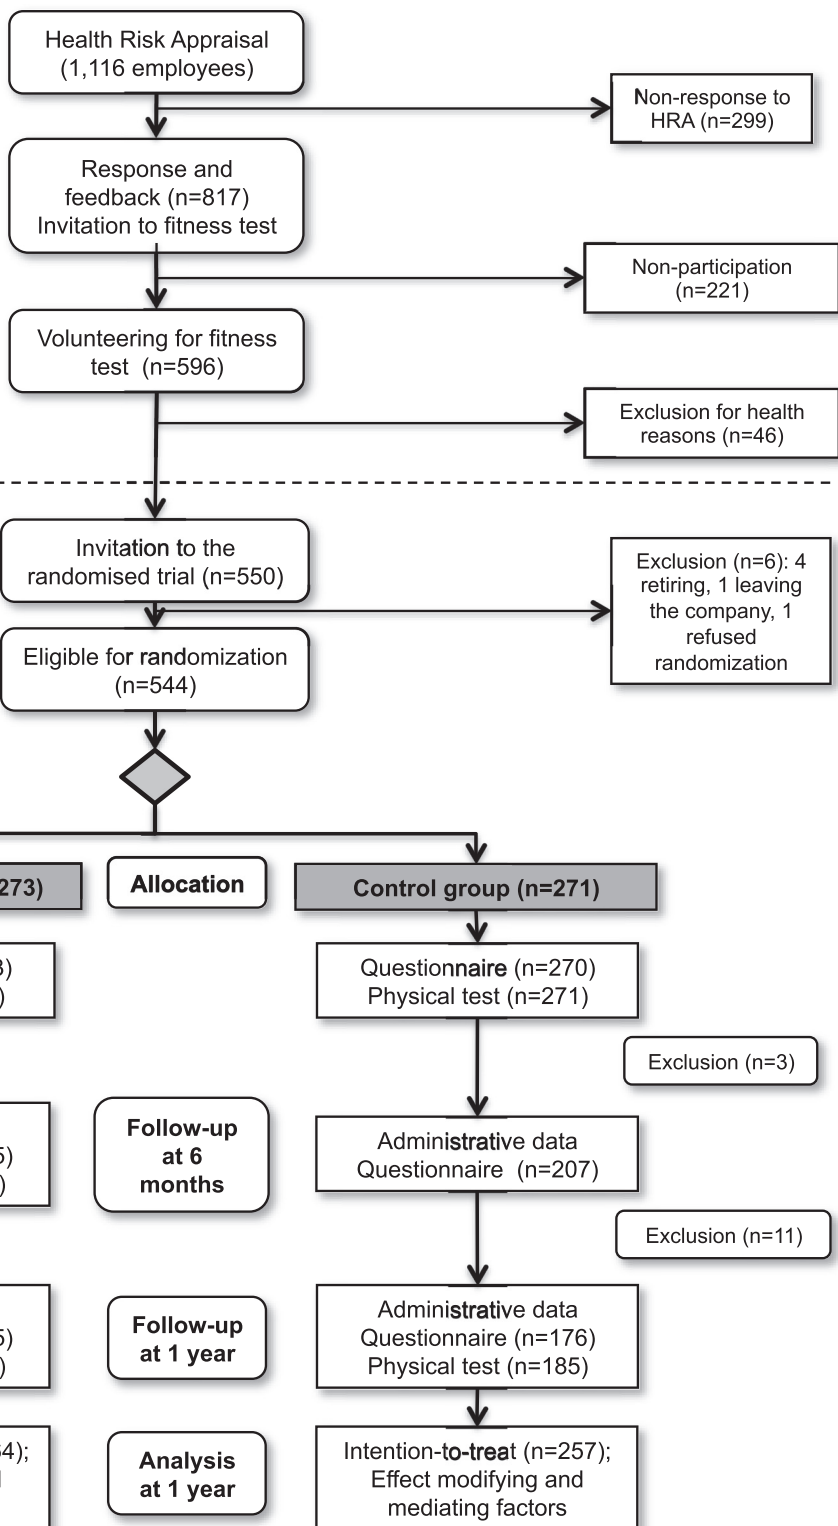 Health Risk Appraisal
(1,116 employees)
Non-response to
HRA (n=299)
Response and
feedback (n=817)
Invitation to fitness test
Non-participation
(n=221)
Volunteering for fitness
test (n=596)
Exclusion for health
reasons (n=46)
Invitation to the
randomised trial (n=550)
Exclusion (n=6): 4
retiring, 1 leaving
the company, 1
refused
randomization
Eligible for randomization
(n=544)
273)
Allocation
Control group (n=271)
3)
)
Questionnaire (n=270)
Physical test (n=271)
Exclusion (n=3)
5)
)
Follow-up
at 6
months
Administrative data
Questionnaire (n=207)
Exclusion (n=11)
5)
)
Follow-up
at 1 year
Administrative data
Questionnaire (n=176)
Physical test (n=185)
64);
Analysis
at 1 year
Intention-to-treat (n=257);
Effect modifying and
mediating factors